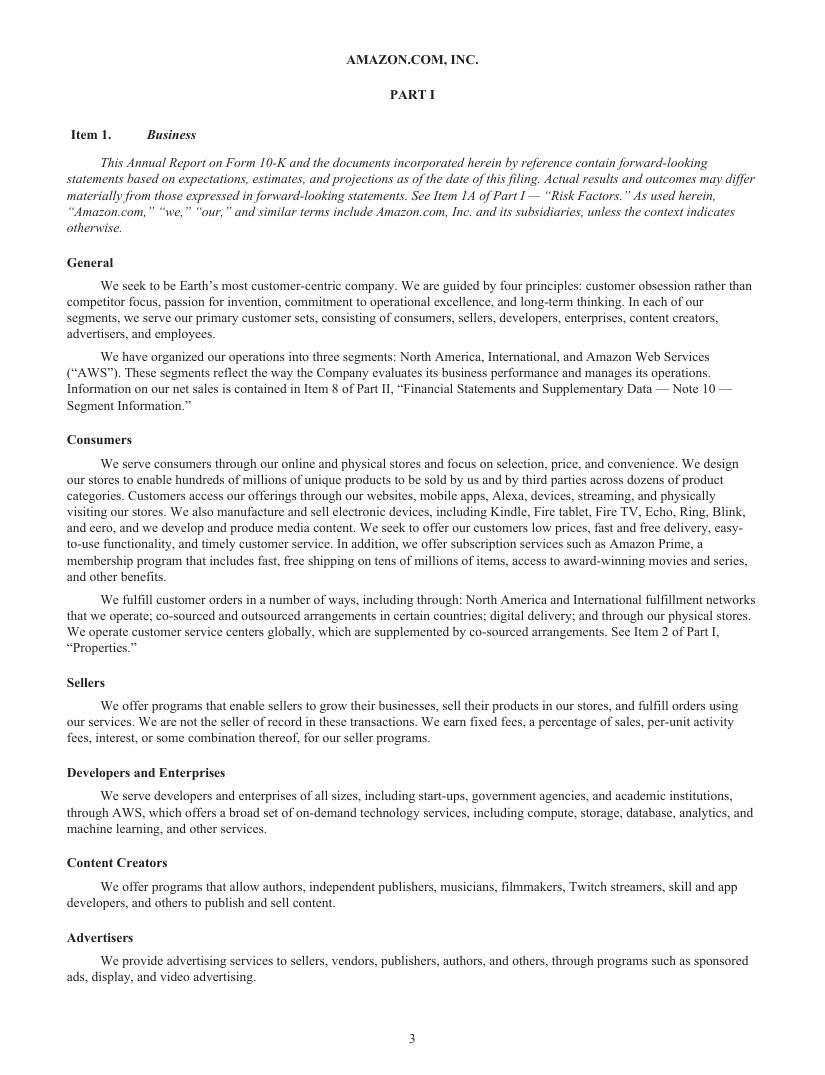 AMAZON.COM, INC.
PART I
Item 1. Business
This Annual Report on Form 10-K and the documents incorporated herein by reference contain forward-looking
statements based on expectations, estimates, and projections as of the date of this filing. Actual results and outcomes may differ
materially from those expressed in forward-looking statements. See Item 1A of Part I — “Risk Factors.” As used herein,
“Amazon.com,” “we,” “our,” and similar terms include Amazon.com, Inc. and its subsidiaries, unless the context indicates
otherwise.
General
We seek to be Earth’s most customer-centric company. We are guided by four principles: customer obsession rather than
competitor focus, passion for invention, commitment to operational excellence, and long-term thinking. In each of our
segments, we serve our primary customer sets, consisting of consumers, sellers, developers, enterprises, content creators,
advertisers, and employees.
We have organized our operations into three segments: North America, International, and Amazon Web Services
(“AWS”). These segments reflect the way the Company evaluates its business performance and manages its operations.
Information on our net sales is contained in Item 8 of Part II, “Financial Statements and Supplementary Data — Note 10 —
Segment Information.”
Consumers
We serve consumers through our online and physical stores and focus on selection, price, and convenience. We design
our stores to enable hundreds of millions of unique products to be sold by us and by third parties across dozens of product
categories. Customers access our offerings through our websites, mobile apps, Alexa, devices, streaming, and physically
visiting our stores. We also manufacture and sell electronic devices, including Kindle, Fire tablet, Fire TV, Echo, Ring, Blink,
and eero, and we develop and produce media content. We seek to offer our customers low prices, fast and free delivery, easy-
to-use functionality, and timely customer service. In addition, we offer subscription services such as Amazon Prime, a
membership program that includes fast, free shipping on tens of millions of items, access to award-winning movies and series,
and other benefits.
We fulfill customer orders in a number of ways, including through: North America and International fulfillment networks
that we operate; co-sourced and outsourced arrangements in certain countries; digital delivery; and through our physical stores.
We operate customer service centers globally, which are supplemented by co-sourced arrangements. See Item 2 of Part I,
“Properties.”
Sellers
We offer programs that enable sellers to grow their businesses, sell their products in our stores, and fulfill orders using
our services. We are not the seller of record in these transactions. We earn fixed fees, a percentage of sales, per-unit activity
fees, interest, or some combination thereof, for our seller programs.
Developers and Enterprises
We serve developers and enterprises of all sizes, including start-ups, government agencies, and academic institutions,
through AWS, which offers a broad set of on-demand technology services, including compute, storage, database, analytics, and
machine learning, and other services.
Content Creators
We offer programs that allow authors, independent publishers, musicians, filmmakers, Twitch streamers, skill and app
developers, and others to publish and sell content.
Advertisers
We provide advertising services to sellers, vendors, publishers, authors, and others, through programs such as sponsored
ads, display, and video advertising.
3